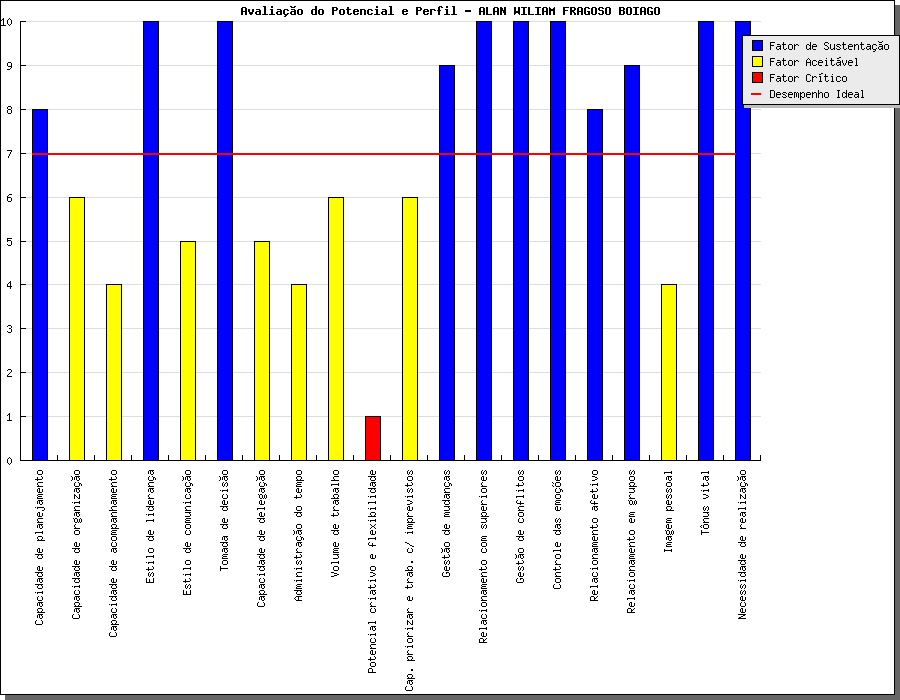 Avaliação do Potencial e Perfil - ALAN WILIAM FRAGOSO BOIAGO
10
9
8
7
6
5
4
3
2
1
0
Fator de Sustentação
Fator Aceitável
Fator Crítico
Desempenho Ideal
Capacidade de planejamento
Capacidade de organização
Capacidade de acompanhamento
Estilo de liderança
Estilo de comunicação
Tomada de decisão
Capacidade de delegação
Administração do tempo
Volume de trabalho
Potencial criativo e flexibilidade
Cap. priorizar e trab. c/ imprevistos
Gestão de mudanças
Relacionamento com superiores
Gestão de conflitos
Controle das emoções
Relacionamento afetivo
Relacionamento em grupos
Imagem pessoal
Tônus vital
Necessidade de realização